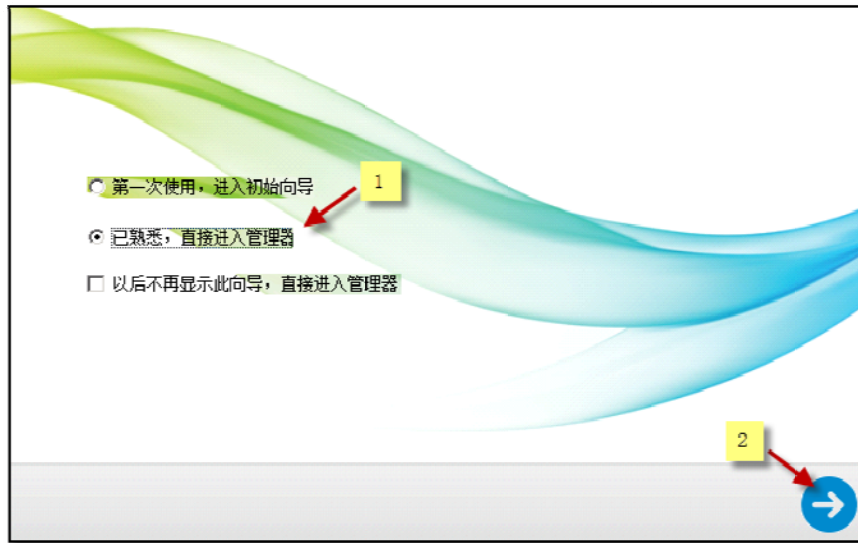 第一次使用，进入初始向导
1
已熟悉，直接进入管理器
以后不再显示此向导，直接进入管理器
2